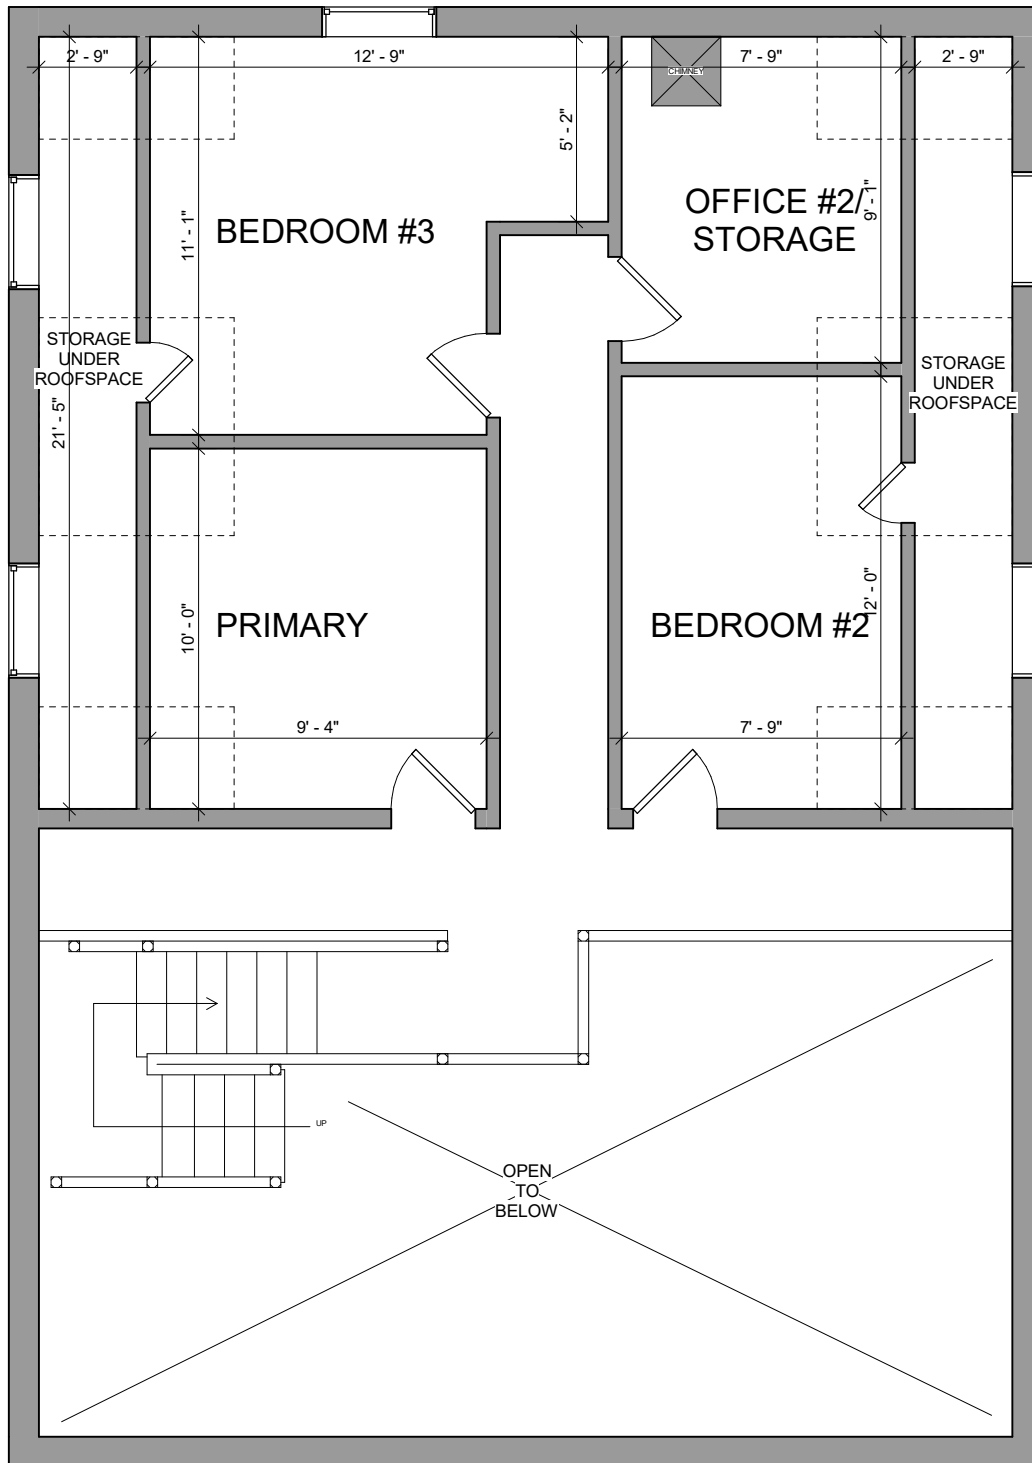 2' - 9"
12' - 9"
7' - 9"
2' - 9"
CHIMNEY
5' - 2"
11' - 1"
BEDROOM #3
OFFICE #2/
STORAGE
9' - 1"
STORAGE
UNDER
ROOFSPACE
21' - 5"
STORAGE
UNDER
ROOFSPACE
10' - 0"
PRIMARY
BEDROOM #2
12' - 0"
9' - 4"
7' - 9"
UP
OPEN
TO
BELOW